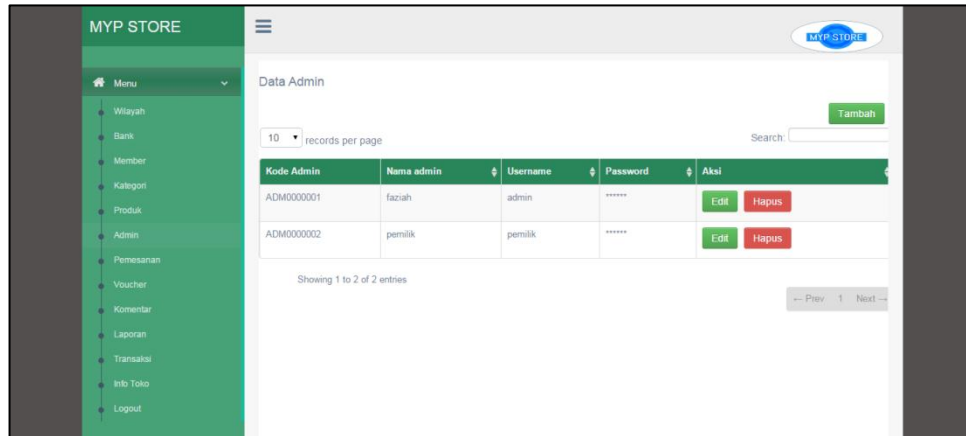 MYP STORE
MYP STORE
Menu
Wilayah
Bank
Member
Kategori
Produk
Admin
Pemesanan
Voucher
Komentar
Laporan
Transaksi
Info Toko
Logout
Data Admin
Tambah
10 records per page Search:
Kode Admin Nama admin Username Password Aksi
ADM0000001 faziah admin ****** Edit Hapus
ADM0000002 pemilik pemilik ****** Edit Hapus
Showing 1 to 2 of 2 entries
← Prev 1 Next →